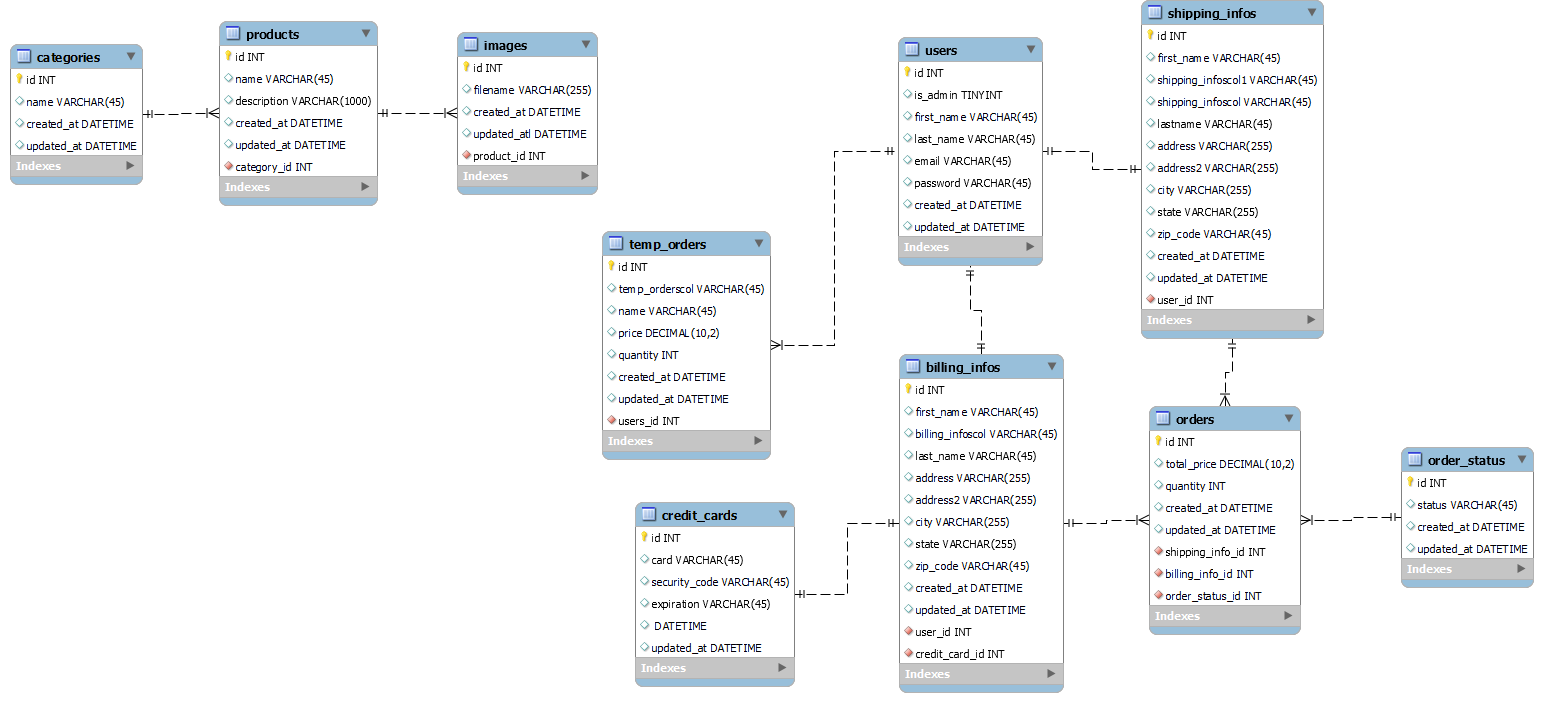 categories
id INT
name VARCHAR(45)
created_at DATETIME
updated_at DATETIME
Indexes
products
id INT
name VARCHAR(45)
description VARCHAR(1000)
created_at DATETIME
updated_at DATETIME
category_id INT
Indexes
images
id INT
filename VARCHAR(255)
created_at DATETIME
updated_atl DATETIME
product_id INT
Indexes
users
id INT
is_admin TINYINT
first_name VARCHAR(45)
last_name VARCHAR(45)
email VARCHAR(45)
password VARCHAR(45)
created_at DATETIME
updated_at DATETIME
Indexes
shipping_infos
id INT
first_name VARCHAR(45)
shipping_infoscol1 VARCHAR(45)
shipping_infoscol VARCHAR(45)
lastname VARCHAR(45)
address VARCHAR(255)
address2 VARCHAR(255)
city VARCHAR(255)
state VARCHAR(255)
zip_code VARCHAR(45)
created_at DATETIME
updated_at DATETIME
user_id INT
Indexes
temp_orders
id INT
temp_orderscol VARCHAR(45)
name VARCHAR(45)
price DECIMAL(10,2)
quantity INT
created_at DATETIME
updated_at DATETIME
users_id INT
Indexes
billing_infos
id INT
first_name VARCHAR(45)
billing_infoscol VARCHAR(45)
last_name VARCHAR(45)
address VARCHAR(255)
address2 VARCHAR(255)
city VARCHAR(255)
state VARCHAR(255)
zip_code VARCHAR(45)
created_at DATETIME
updated_at DATETIME
user_id INT
credit_card_id INT
Indexes
orders
id INT
total_price DECIMAL(10,2)
quantity INT
created_at DATETIME
updated_at DATETIME
shipping_info_id INT
billing_info_id INT
order_status_id INT
Indexes
order_status
id INT
status VARCHAR(45)
created_at DATETIME
updated_at DATETIME
Indexes
credit_cards
id INT
card VARCHAR(45)
security_code VARCHAR(45)
expiration VARCHAR(45)
DATETIME
updated_at DATETIME
Indexes